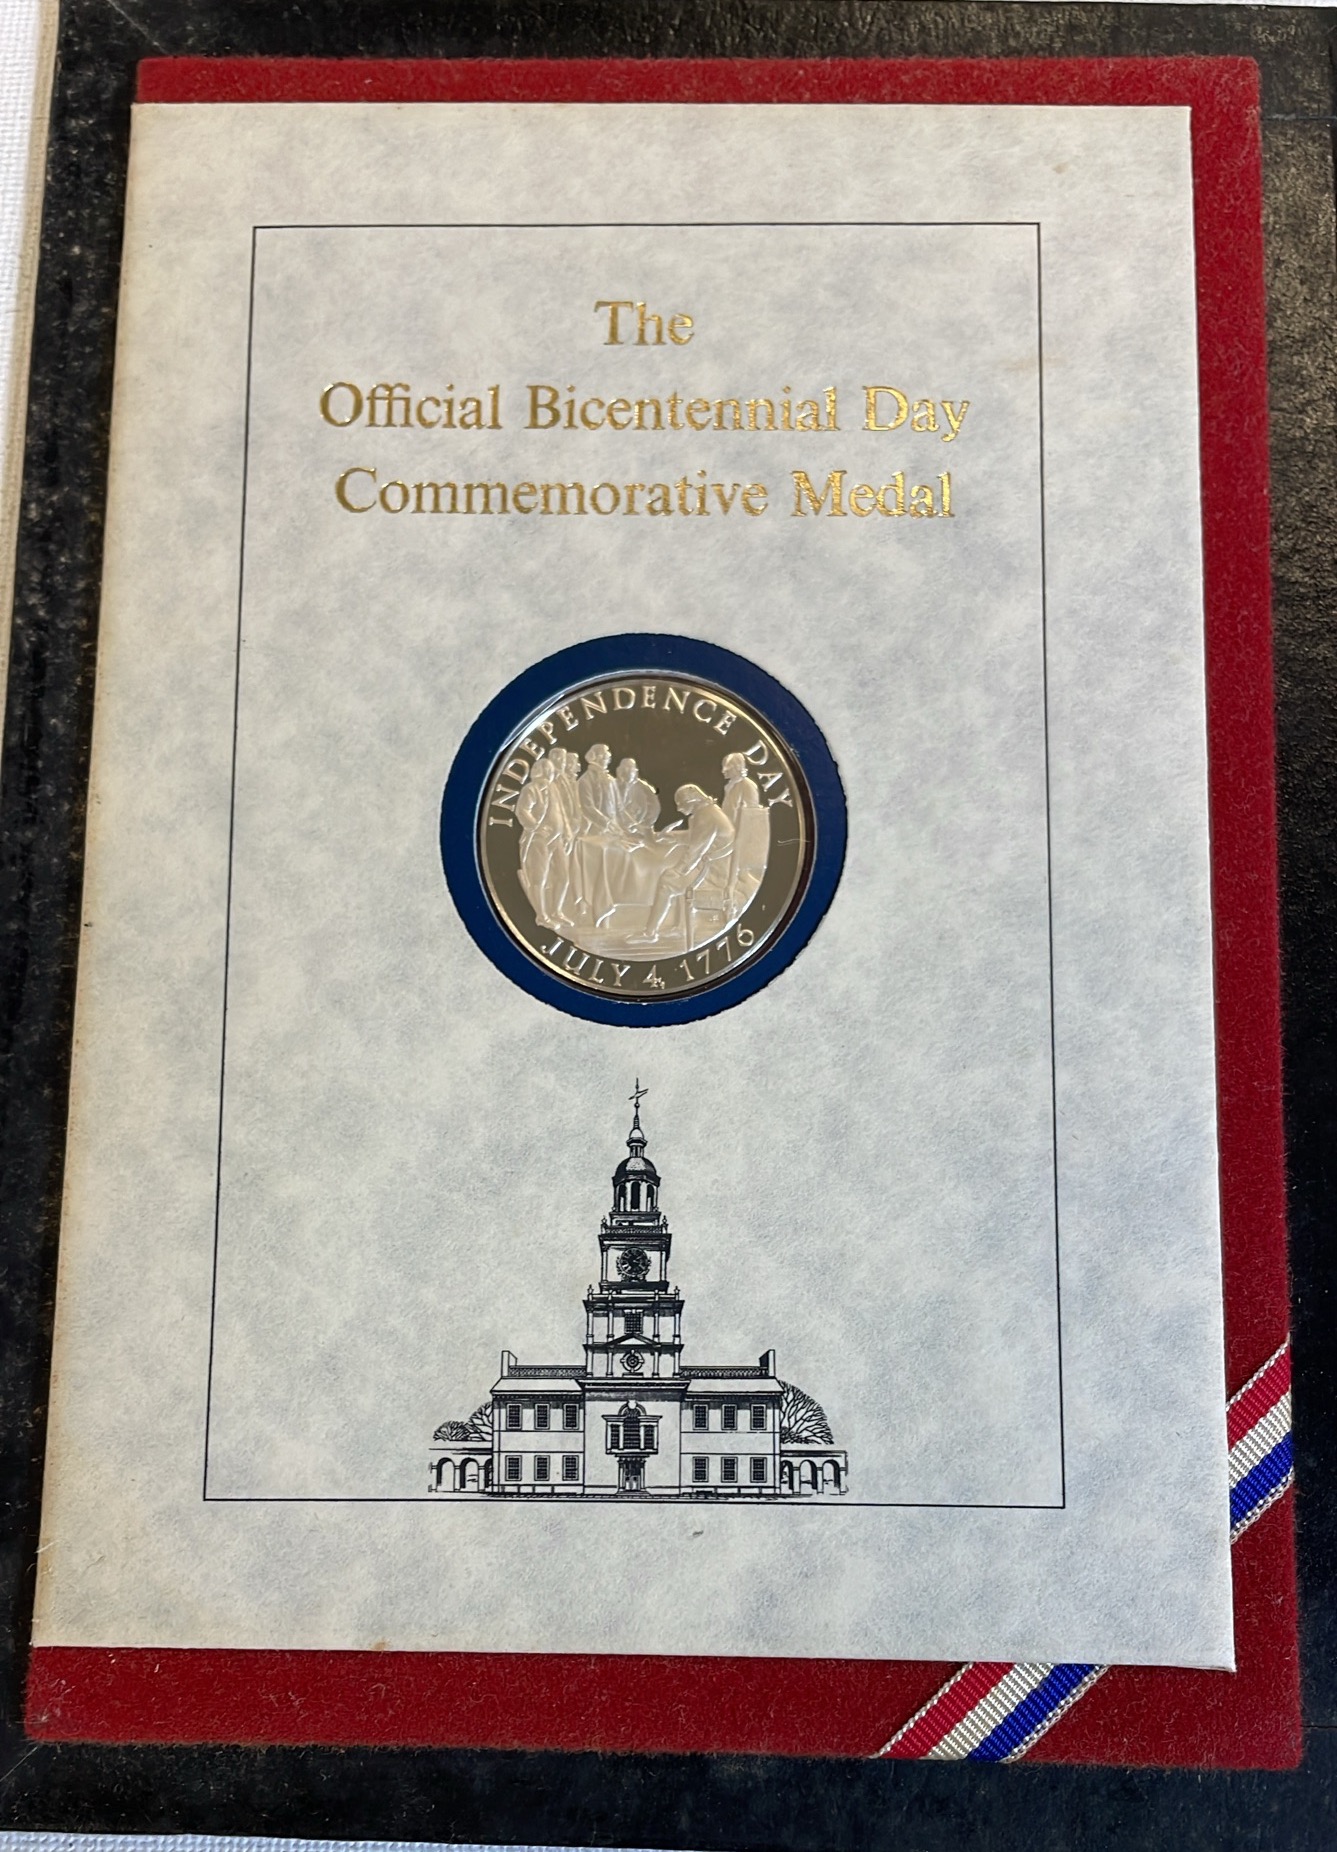 The
Official Bicentennial Day
Commemorative Medal
INDEPENDENCE DAY
JULY 4, 1776